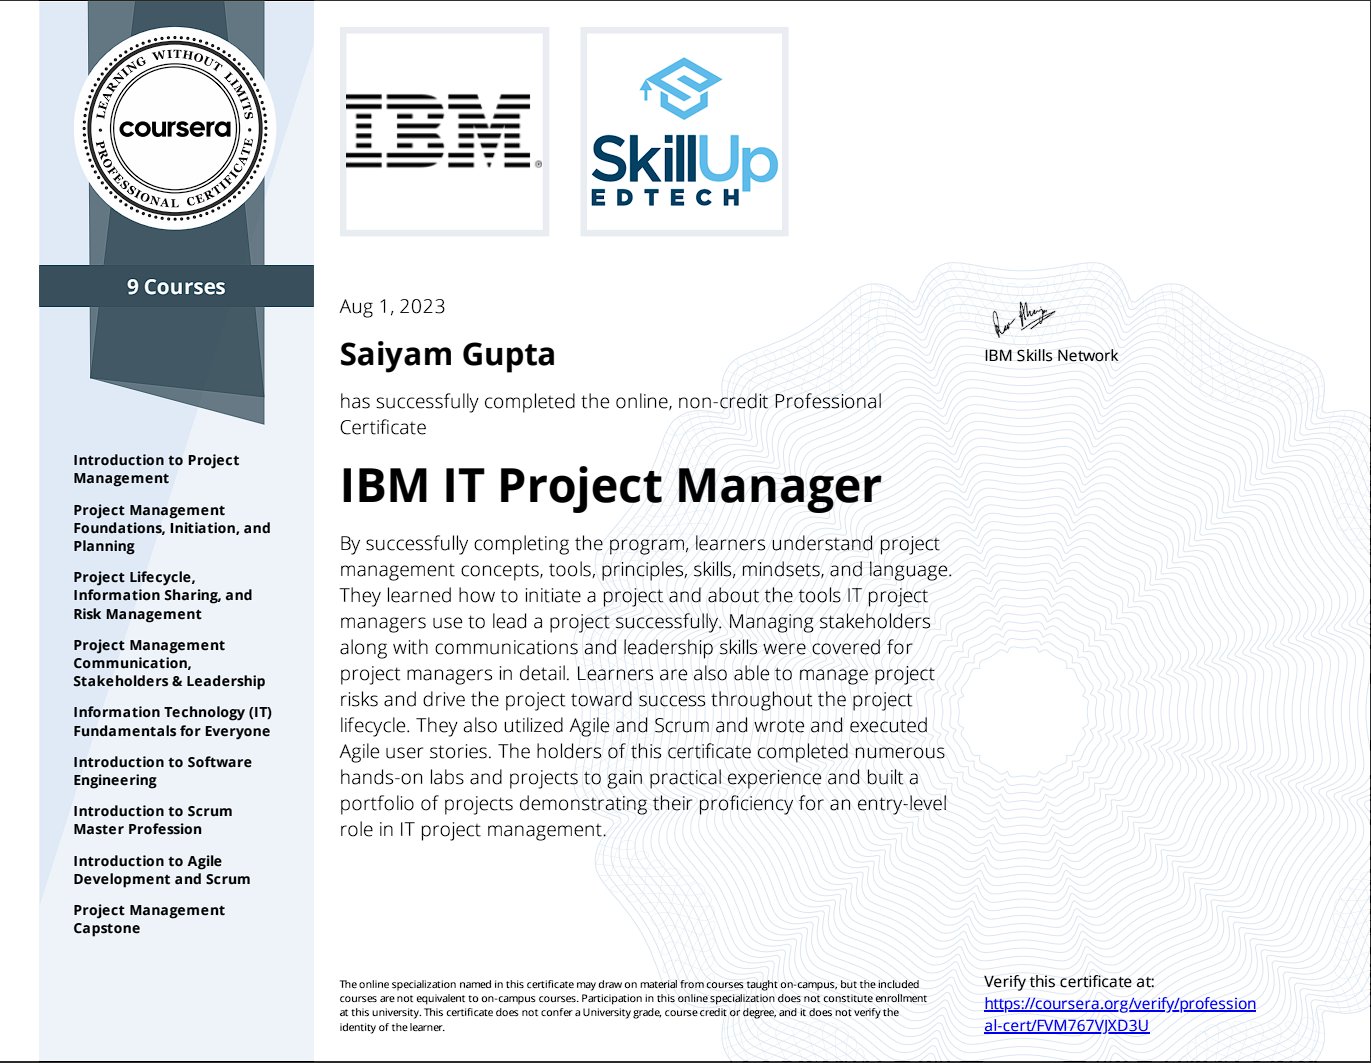 LEARNING WITHOUT LIMITS
coursera
PROFESSIONAL CERTIFICATE
9 Courses
Introduction to Project
Management
Project Management
Foundations, Initiation, and
Planning
Project Lifecycle,
Information Sharing, and
Risk Management
Project Management
Communication,
Stakeholders & Leadership
Information Technology (IT)
Fundamentals for Everyone
Introduction to Software
Engineering
Introduction to Scrum
Master Profession
Introduction to Agile
Development and Scrum
Project Management
Capstone
IBM®
SkillUp
EDTECH
Aug 1, 2023
Saiyam Gupta
has successfully completed the online, non-credit Professional
Certificate
IBM IT Project Manager
By successfully completing the program, learners understand project
management concepts, tools, principles, skills, mindsets, and language.
They learned how to initiate a project and about the tools IT project
managers use to lead a project successfully. Managing stakeholders
along with communications and leadership skills were covered for
project managers in detail. Learners are also able to manage project
risks and drive the project toward success throughout the project
lifecycle. They also utilized Agile and Scrum and wrote and executed
Agile user stories. The holders of this certificate completed numerous
hands-on labs and projects to gain practical experience and built a
portfolio of projects demonstrating their proficiency for an entry-level
role in IT project management.
IBM Skills Network
The online specialization named in this certificate may draw on material from courses taught on-campus, but the included
courses are not equivalent to on-campus courses. Participation in this online specialization does not constitute enrollment
at this university. This certificate does not confer a University grade, course credit or degree, and it does not verify the
identity of the learner.
Verify this certificate at:
https://coursera.org/verify/profession
al-cert/FVM767VJXD3U